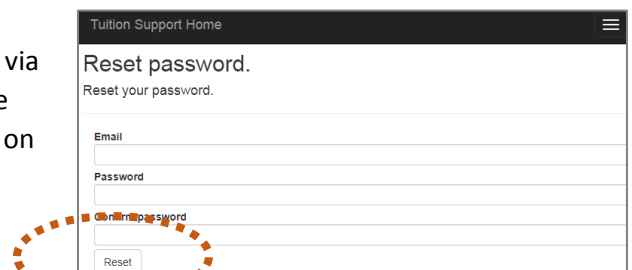 Tuition Support Home
via
Reset password.
e
Reset your password.
on
Email
Password
Confirm password
Reset